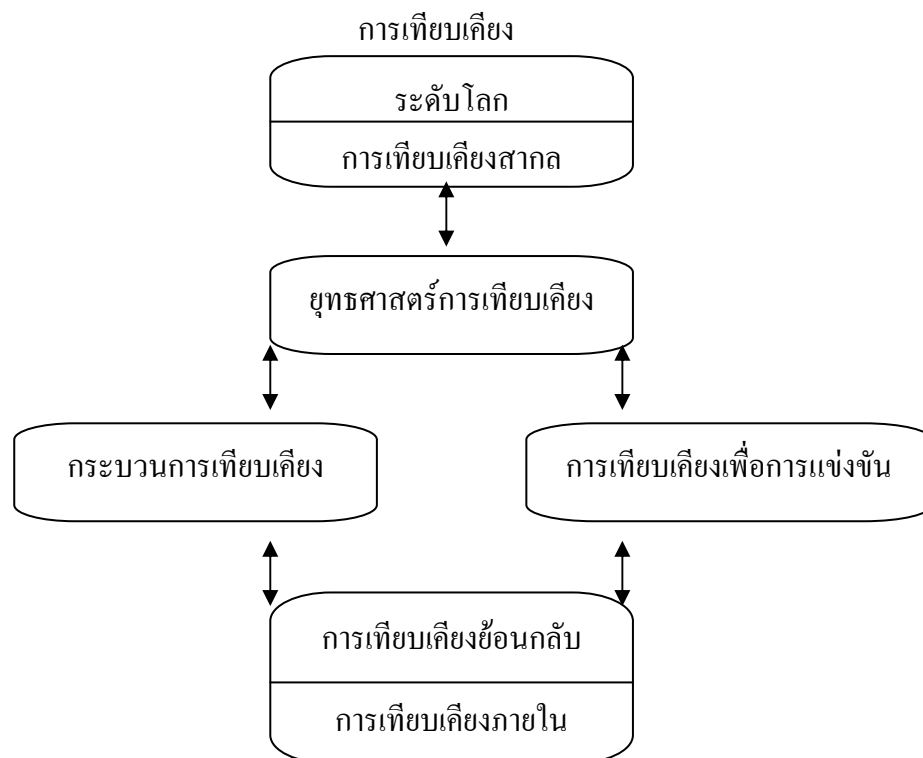 การเทียบเคียง
ระดับโลก
การเทียบเคียงสากล
ยุทธศาสตร์การเทียบเคียง
กระบวนการเทียบเคียง
การเทียบเคียงเพื่อการแข่งขัน
การเทียบเคียงย้อนกลับ
การเทียบเคียงภายใน